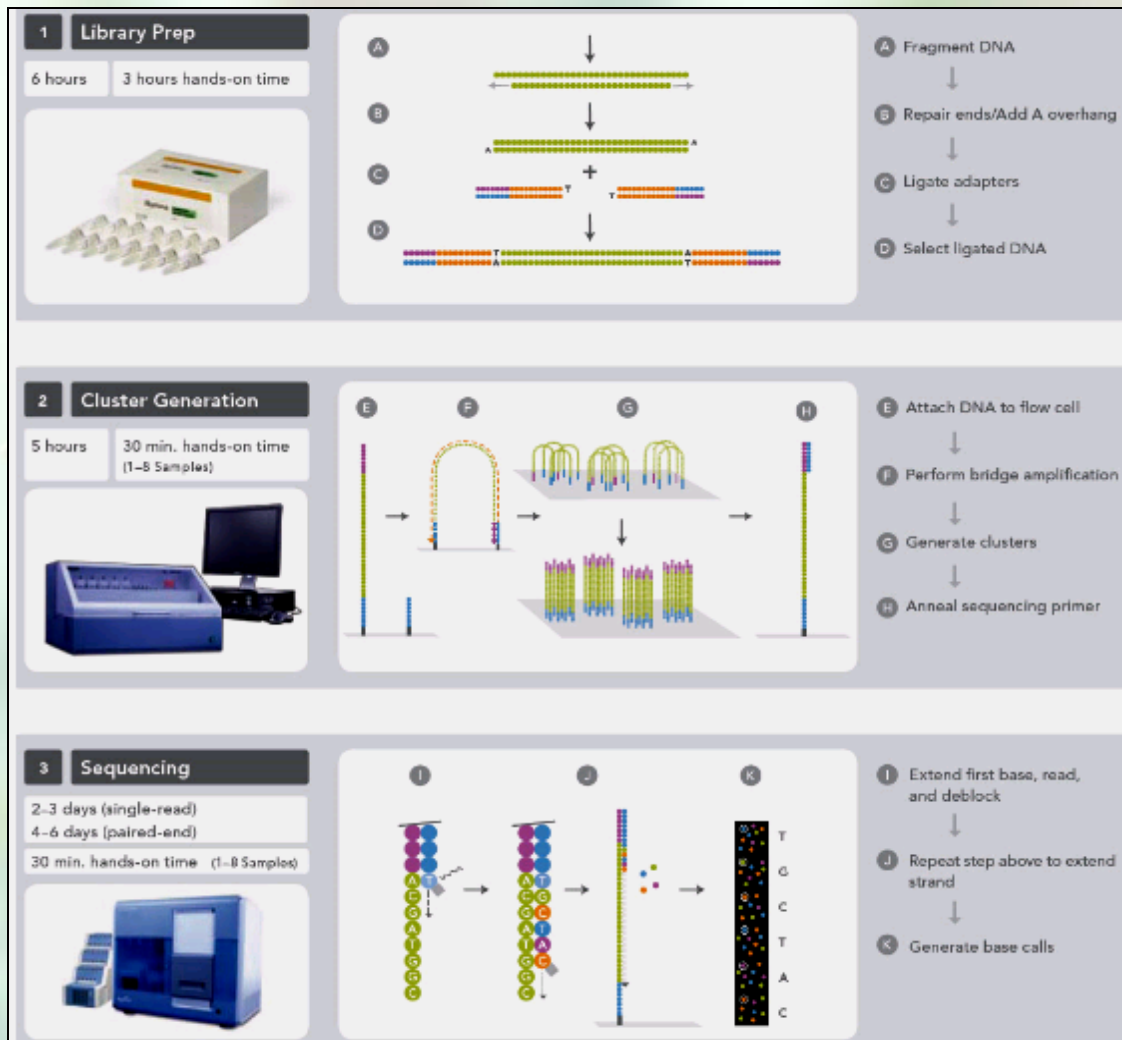 1 Library Prep
6 hours 3 hours hands-on time
A
B
C
D
A
A
+
T
T
T A
A T
A Fragment DNA
B Repair ends/Add A overhang
C Ligate adapters
D Select ligated DNA
2 Cluster Generation
5 hours 30 min. hands-on time
(1–8 Samples)
E F G H
E Attach DNA to flow cell
F Perform bridge amplification
G Generate clusters
H Anneal sequencing primer
3 Sequencing
2–3 days (single-read)
4–6 days (paired-end)
30 min. hands-on time (1–8 Samples)
I J K
A T
C
G
A
T
G
G
C
A T
C G
G C
A T
T A
G C
G
C
T
G
C
T
A
C
I Extend first base, read,
and deblock
J Repeat step above to extend
strand
K Generate base calls